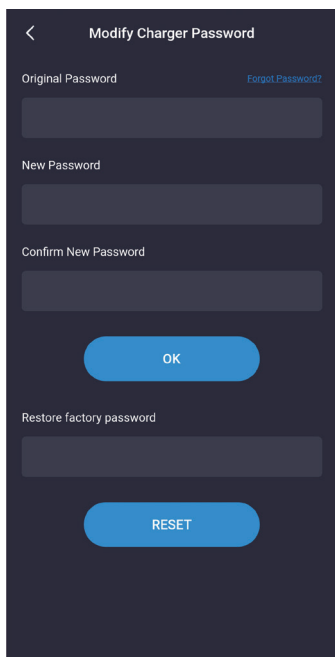 Modify Charger Password
Original Password Forgot Password?
New Password
Confirm New Password
OK
Restore factory password
RESET